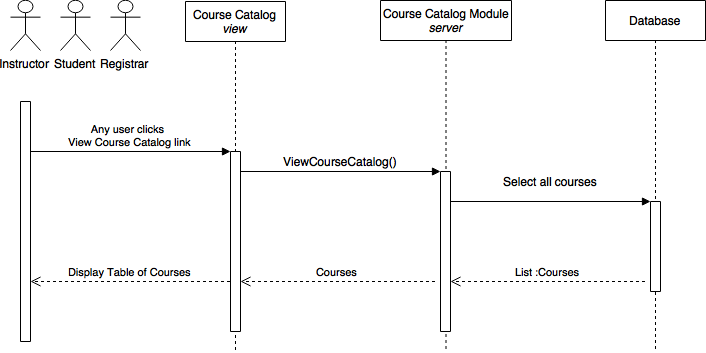 Course Catalog
view
Course Catalog Module
server
Database
Instructor Student Registrar
Any user clicks
View Course Catalog link
ViewCourseCatalog()
Select all courses
Display Table of Courses
Courses
List :Courses